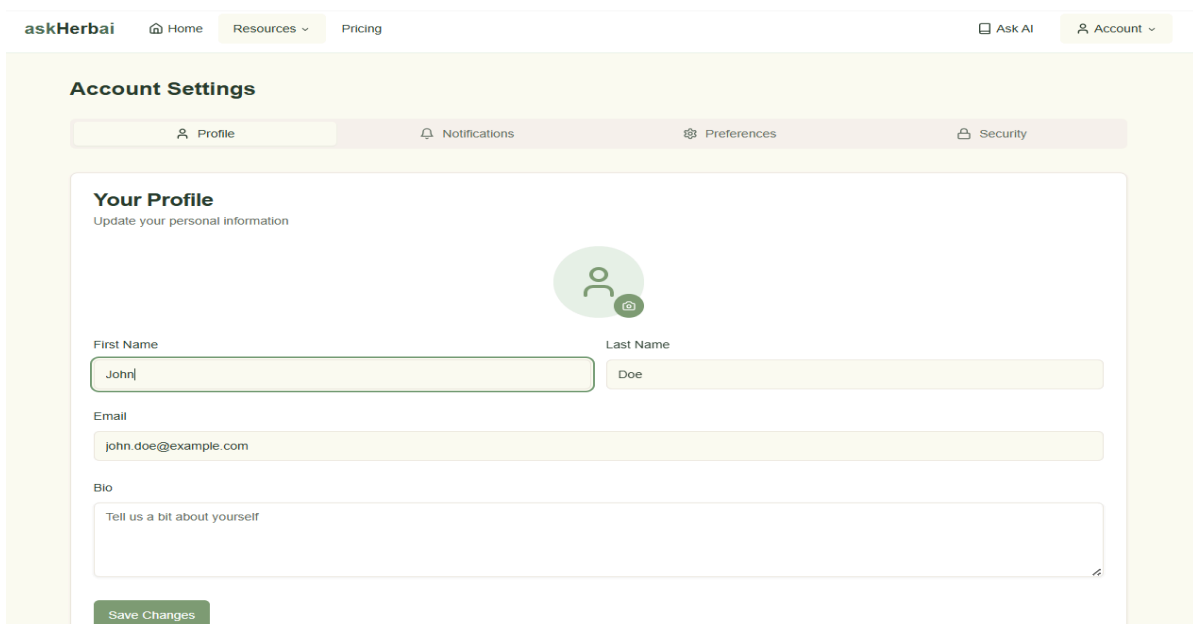 askHerbai Home Resources Pricing Ask AI Account
Account Settings
Profile Notifications Preferences Security
Your Profile
Update your personal information
First Name Last Name
John Doe
Email
john.doe@example.com
Bio
Tell us a bit about yourself
Save Changes